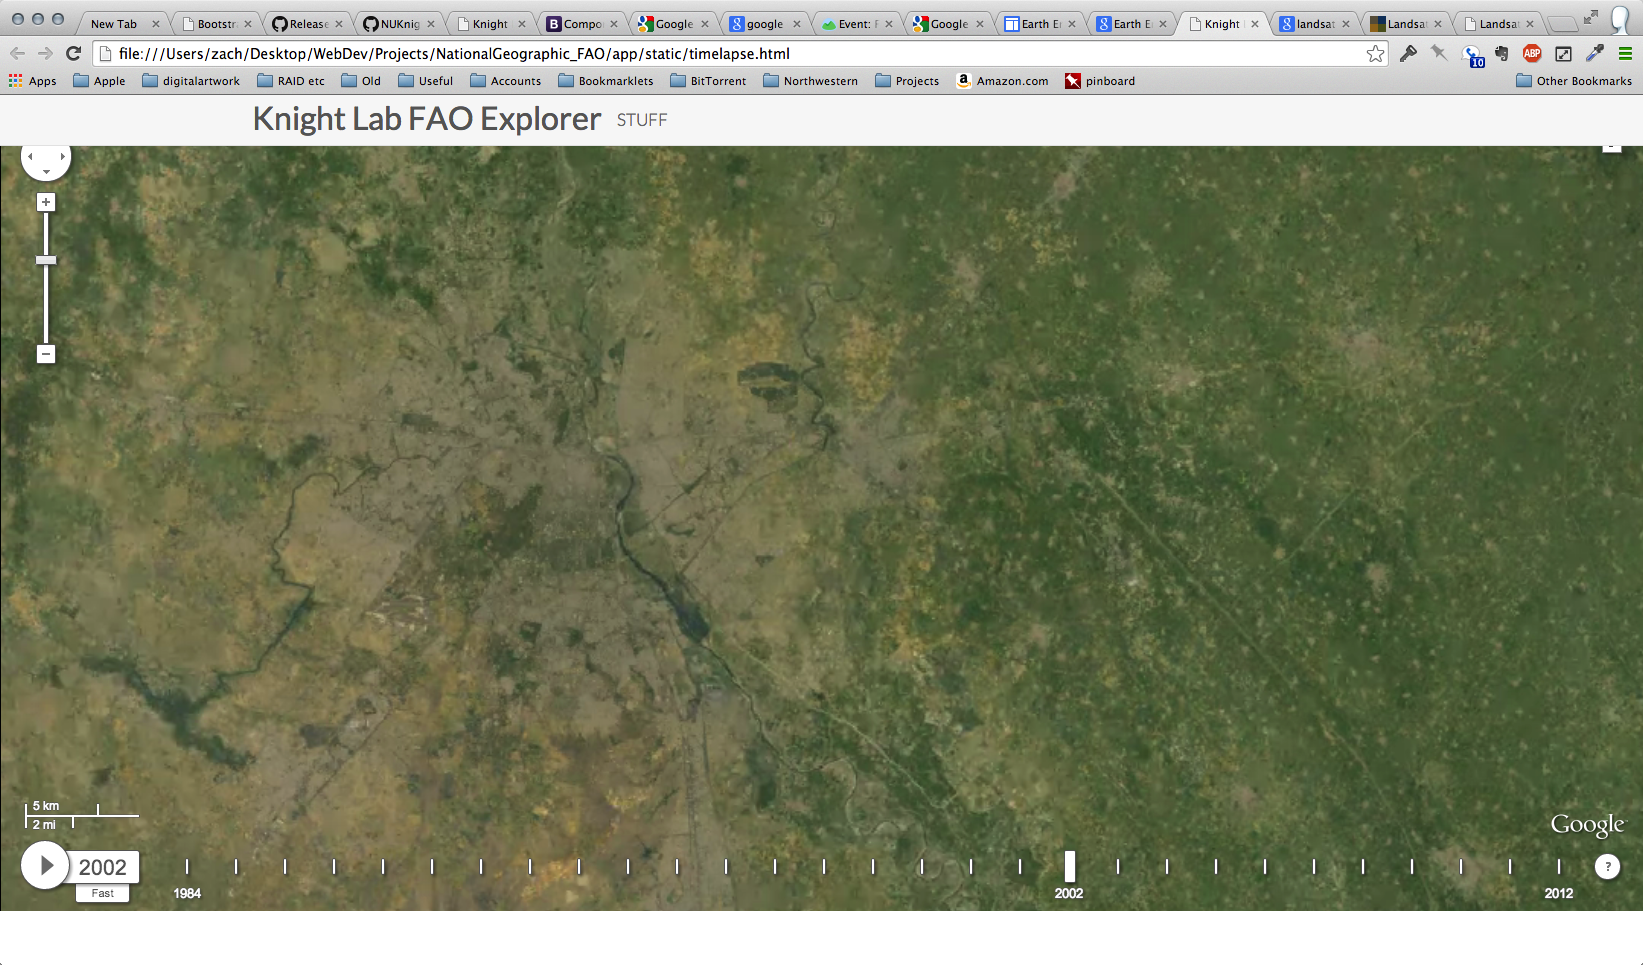 New Tab Bootstr Release NUKnig Knight Compo Google google Event: F Google Earth E Earth E Knight landsat Landsat Landsat
file:///Users/zach/Desktop/WebDev/Projects/NationalGeographic_FAO/app/static/timelapse.html
10 ABP
Apps Apple digitalartwork RAID etc Old Useful Accounts Bookmarklets BitTorrent Northwestern Projects Amazon.com pinboard Other Bookmarks
Knight Lab FAO Explorer STUFF
5 km
2 mi
Google
2002
?
Fast
1984 2002 2012